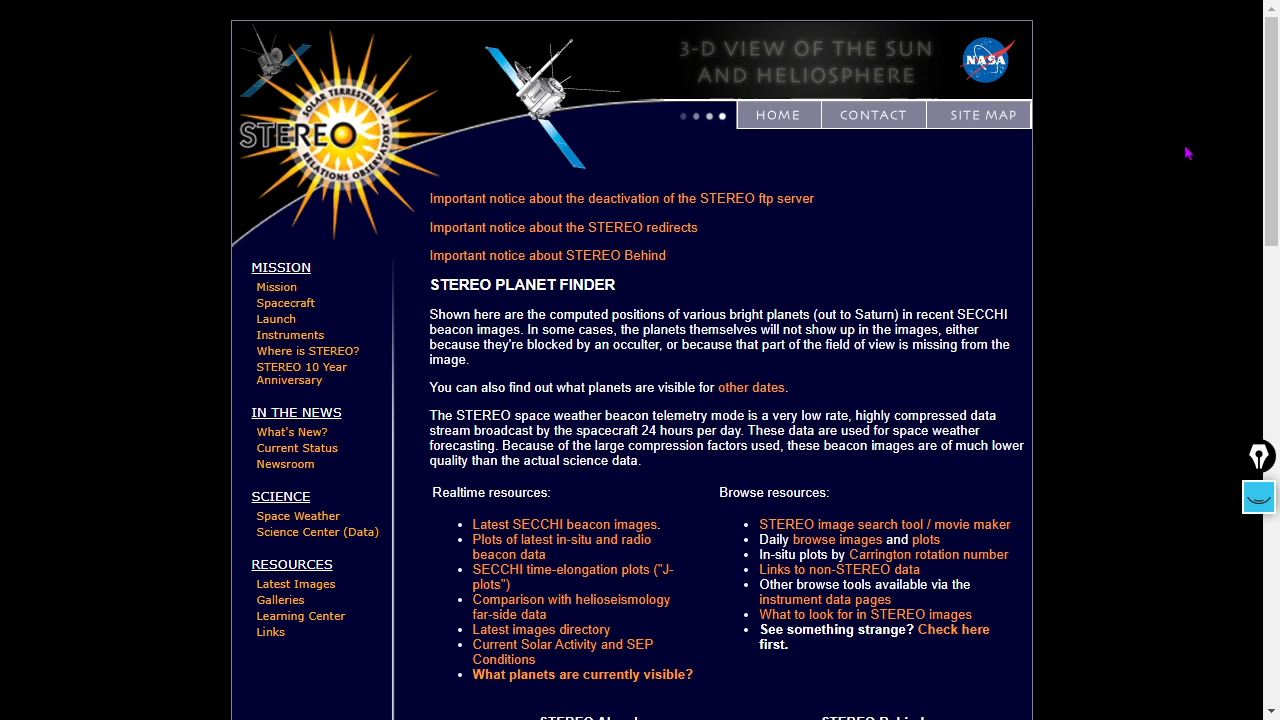 3-D VIEW OF THE SUN
AND HELIOSPHERE
NASA
SOLAR TERRESTRIAL
RELATIONS OBSERVATORY
STEREO
HOME
CONTACT
SITE MAP
Important notice about the deactivation of the STEREO ftp server
Important notice about the STEREO redirects
Important notice about STEREO Behind
MISSION
Mission
Spacecraft
Launch
Instruments
Where is STEREO?
STEREO 10 Year
Anniversary
IN THE NEWS
What's New?
Current Status
Newsroom
SCIENCE
Space Weather
Science Center (Data)
RESOURCES
Latest Images
Galleries
Learning Center
Links
STEREO PLANET FINDER
Shown here are the computed positions of various bright planets (out to Saturn) in recent SECCHI
beacon images. In some cases, the planets themselves will not show up in the images, either
because they're blocked by an occulter, or because that part of the field of view is missing from the
image.
You can also find out what planets are visible for other dates.
The STEREO space weather beacon telemetry mode is a very low rate, highly compressed data
stream broadcast by the spacecraft 24 hours per day. These data are used for space weather
forecasting. Because of the large compression factors used, these beacon images are of much lower
quality than the actual science data.
Realtime resources:
Latest SECCHI beacon images.
Plots of latest in-situ and radio
beacon data
SECCHI time-elongation plots ("J-
plots")
Comparison with helioseismology
far-side data
Latest images directory
Current Solar Activity and SEP
Conditions
What planets are currently visible?
Browse resources:
STEREO image search tool / movie maker
Daily browse images and plots
In-situ plots by Carrington rotation number
Links to non-STEREO data
Other browse tools available via the
instrument data pages
What to look for in STEREO images
See something strange? Check here
first.